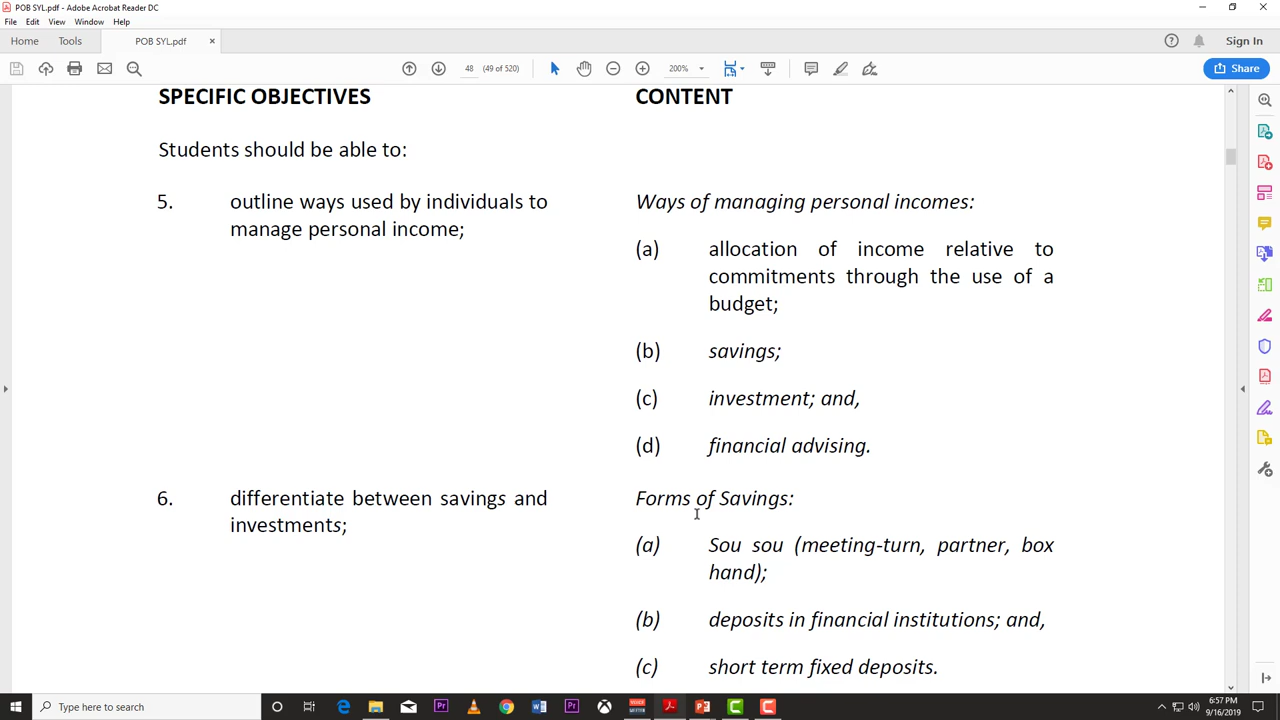 POB SYL.pdf - Adobe Acrobat Reader DC
File Edit View Window Help
Home Tools POB SYL.pdf × Sign In
48 (49 of 520) 200% Share
SPECIFIC OBJECTIVES CONTENT
Students should be able to:
5. outline ways used by individuals to
manage personal income;
Ways of managing personal incomes:
(a) allocation of income relative to
commitments through the use of a
budget;
(b) savings;
(c) investment; and,
(d) financial advising.
6. differentiate between savings and
investments;
Forms of Savings:
(a) Sou sou (meeting-turn, partner, box
hand);
(b) deposits in financial institutions; and,
(c) short term fixed deposits.
Type here to search
6:57 PM
9/16/2019